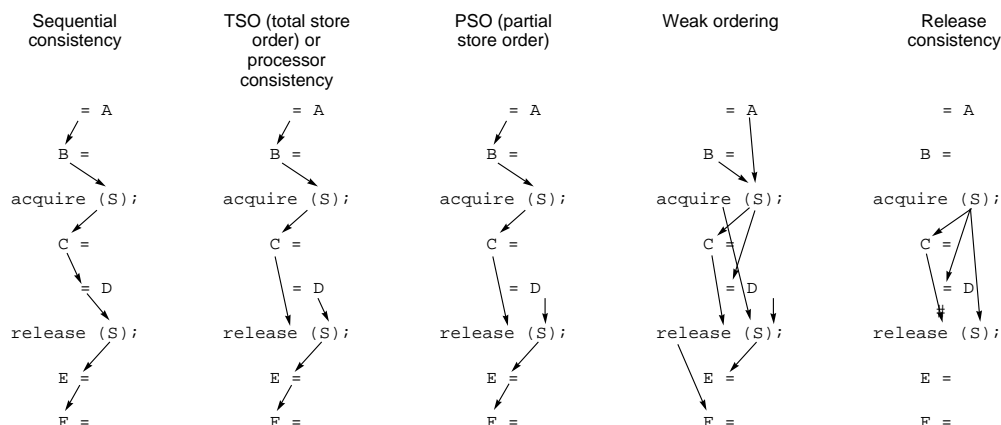 Sequential
consistency
= A
B =
acquire (S);
C =
= D
release (S);
E =
F =
TSO (total store
order) or
processor
consistency
= A
B =
acquire (S);
C =
= D
release (S);
E =
F =
PSO (partial
store order)
= A
B =
acquire (S);
C =
= D
release (S);
E =
F =
Weak ordering
= A
B =
acquire (S);
C =
= D
release (S);
E =
F =
Release
consistency
= A
B =
acquire (S);
C =
= D
release (S);
E =
F =